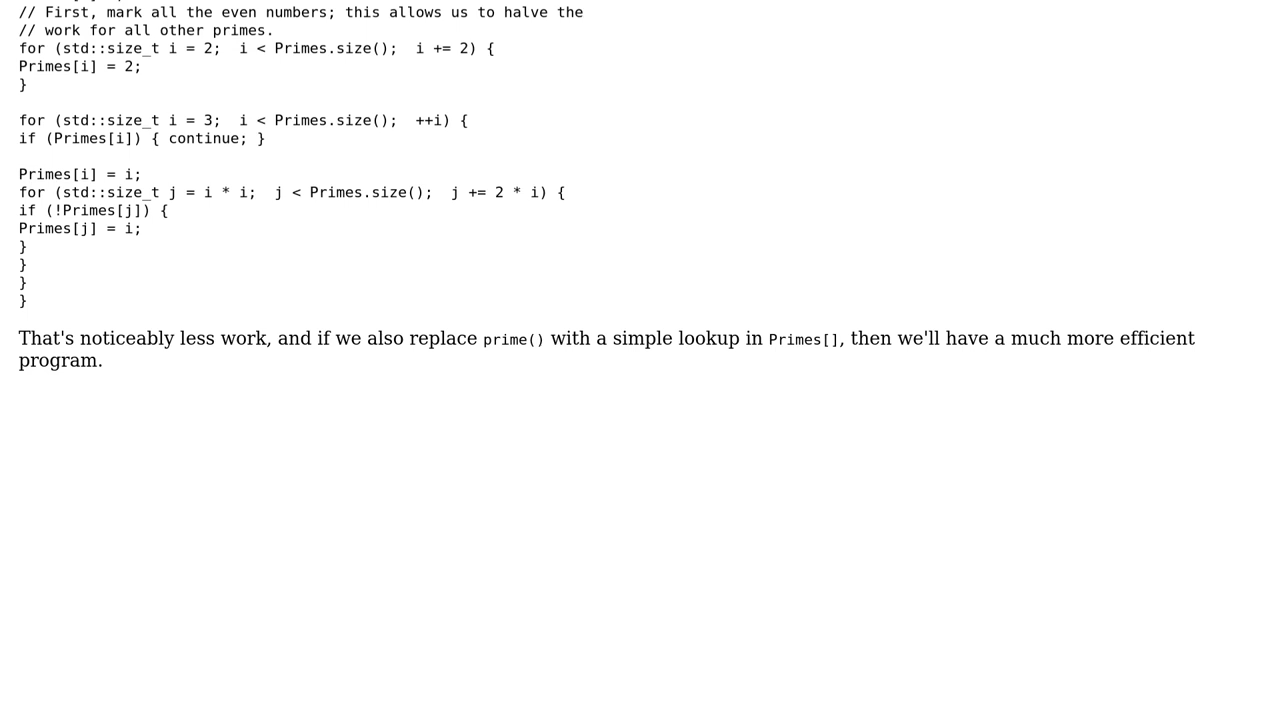 // First, mark all the even numbers; this allows us to halve the
// work for all other primes.
for (std::size_t i = 2;  i < Primes.size();  i += 2) {
Primes[i] = 2;
}

for (std::size_t i = 3;  i < Primes.size();  ++i) {
if (Primes[i]) { continue; }

Primes[i] = i;
for (std::size_t j = i * i;  j < Primes.size();  j += 2 * i) {
if (!Primes[j]) {
Primes[j] = i;
}
}
}
}

That's noticeably less work, and if we also replace prime() with a simple lookup in Primes[], then we'll have a much more efficient
program.